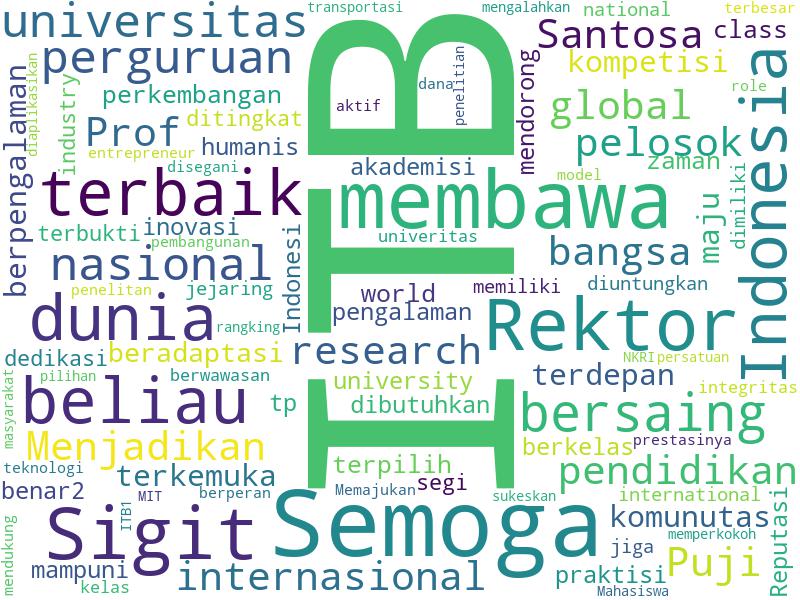 transportasi
mengalahkan
national
terbesar
universitas
Santosa
class
perguruan
kompetisi
dana
penelitian
aktif
mendorong
role
perkembangan
global
Prof
ditingkat
humanis
entrepreneur
pelosok
zaman
industry
diaplikasikan
berpengalaman
disegani
akademisi
model
terbaik
membawa
ITB
Indonesia
terbukti
inovasi
pembangunan
univeritas
bangsa
maju
dimiliki
nasional
Indonesi
penelitan
jejaring
world
memiliki
diuntungkan
dunia
rangking
pengalaman
Rektor
dedikasi
beradaptasi
research
NKRI
persatuan
pilihan
berwawasan
university
terdepan
integritas
masyarakat
beliau
tp
dibutuhkan
bersaing
Menjadikan
berkelas
prestasinya
teknologi
terkemuka
terpilih
segi
pendidikan
benar2
MIT
berperan
Memajukan
sukeskan
international
Sigit
ITB1
Semoga
komunutas
memperkokoh
Reputasi
mendukung
jiga
Puji
mampuni
internasional
praktisi
kelas
Mahasiswa